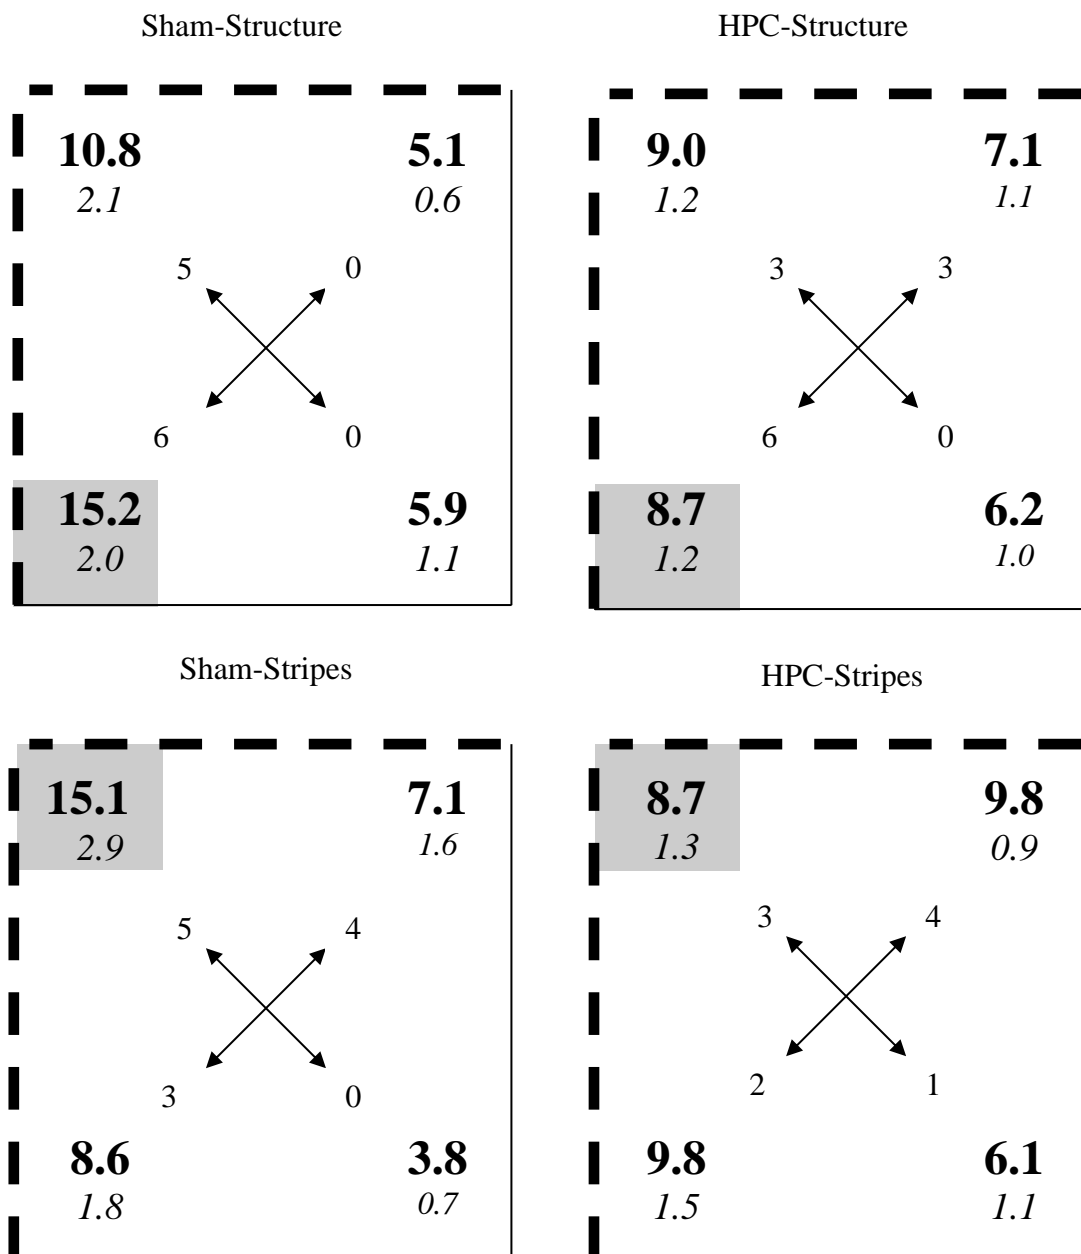 Sham-Structure HPC-Structure
10.8 5.1 9.0 7.1
2.1 0.6 1.2 1.1
5 0 3 3
6 0 6 0
15.2 5.9 8.7 6.2
2.0 1.1 1.2 1.0
Sham-Stripes HPC-Stripes
15.1 7.1 8.7 9.8
2.9 1.6 1.3 0.9
5 4 3 4
3 0 2 1
8.6 3.8 9.8 6.1
1.8 0.7 1.5 1.1